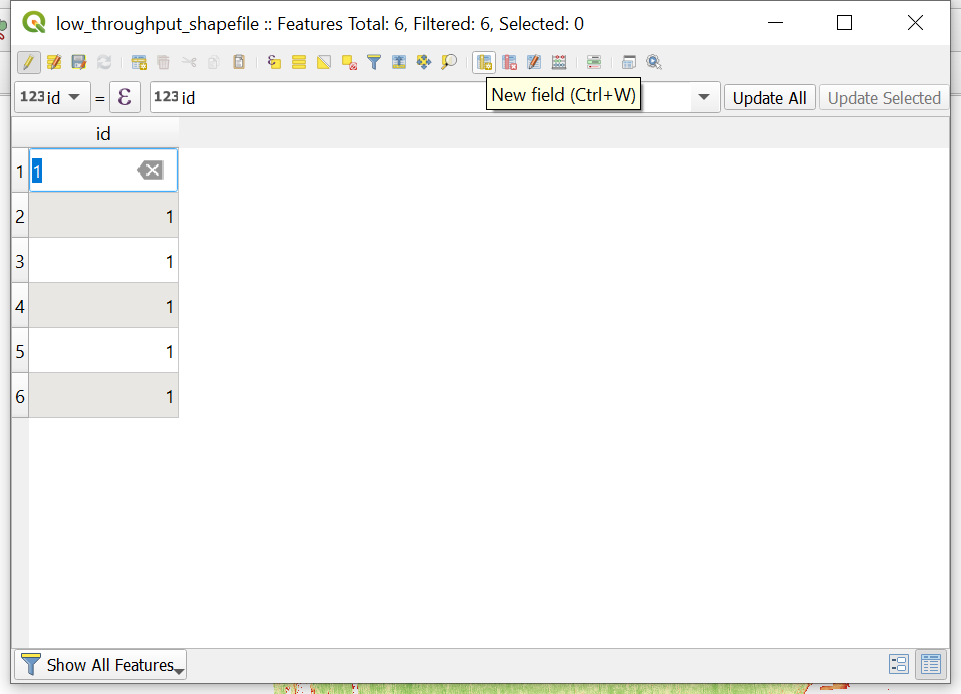 low_throughput_shapefile :: Features Total: 6, Filtered: 6, Selected: 0
123 id = ε 123 id Update All Update Selected
New field (Ctrl+W)
id
1 1
2 1
3 1
4 1
5 1
6 1
Show All Features